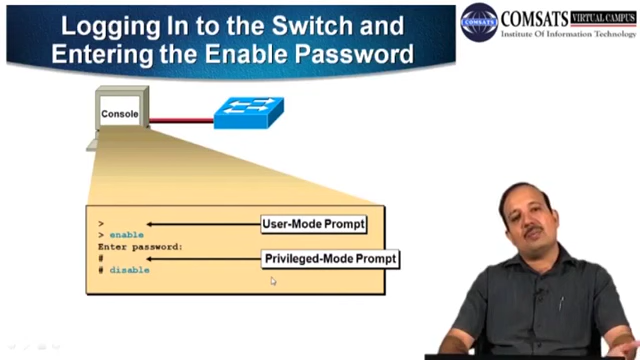 Logging In to the Switch and
Entering the Enable Password
COMSATS VIRTUAL CAMPUS
Institute Of Information Technology
COMSATS
Console
>
> enable
Enter password:
#
# disable
User-Mode Prompt
Privileged-Mode Prompt